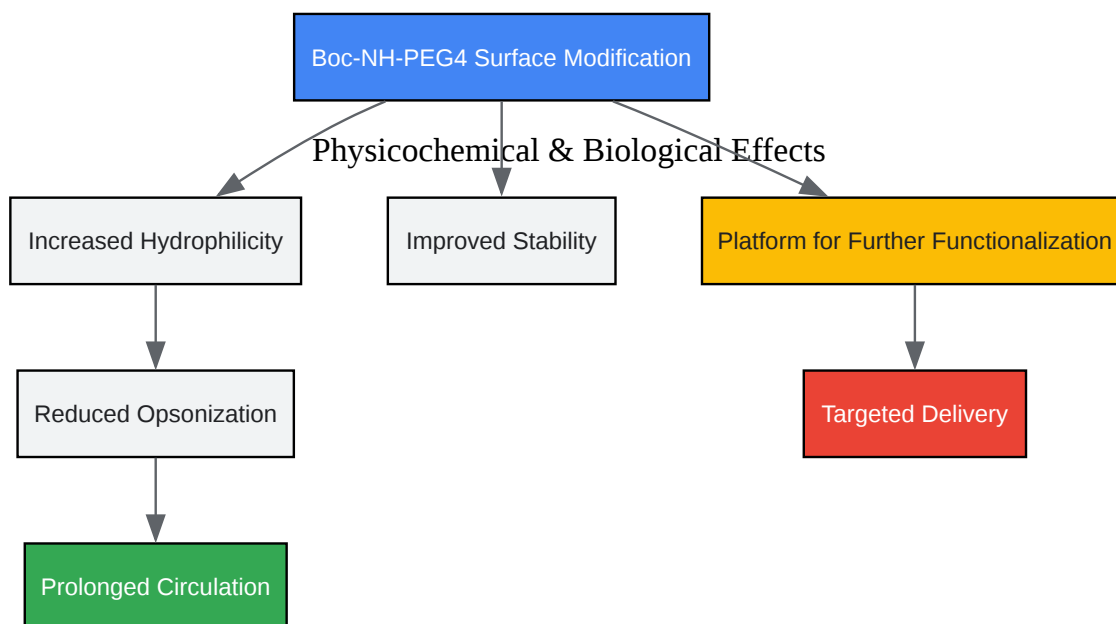 Boc-NH-PEG4 Surface Modification
Physicochemical & Biological Effects
Increased Hydrophilicity
Improved Stability
Platform for Further Functionalization
Reduced Opsonization
Targeted Delivery
Prolonged Circulation